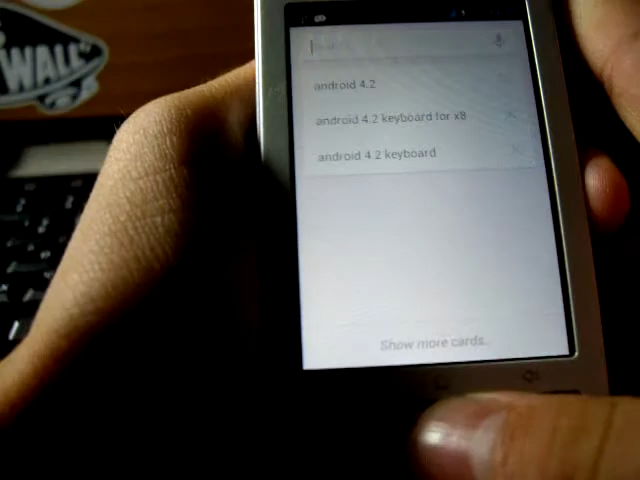 WALL
android 4.2
android 4.2 keyboard for x8
android 4.2 keyboard
Show more cards..